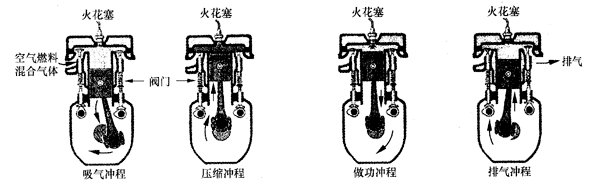 火花塞
火花塞
火花塞
火花塞
空气燃料
混合气体
阀门
排气
吸气冲程
压缩冲程
做功冲程
排气冲程